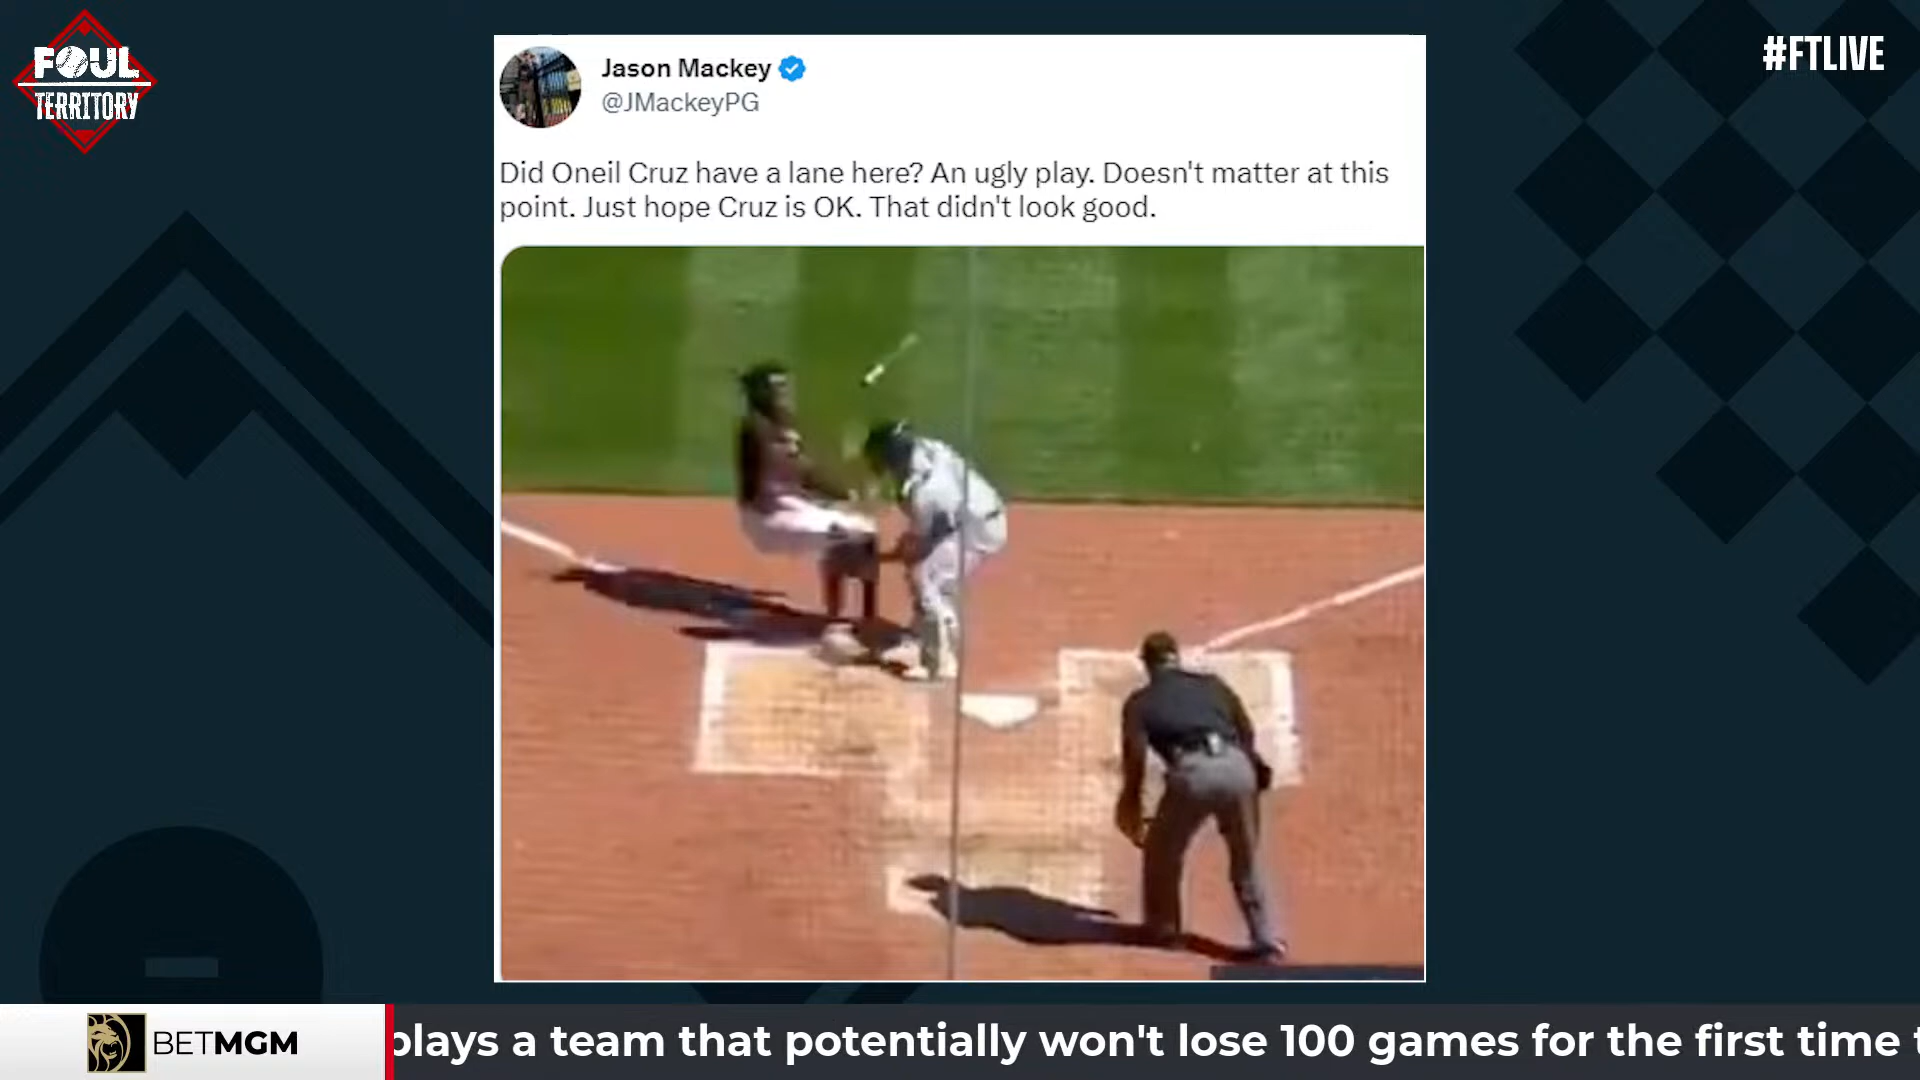 FOUL
TERRITORY
#FTLIVE
Jason Mackey
@JMackeyPG
Did Oneil Cruz have a lane here? An ugly play. Doesn't matter at this
point. Just hope Cruz is OK. That didn't look good.
BETMGM
plays a team that potentially won't lose 100 games for the first time